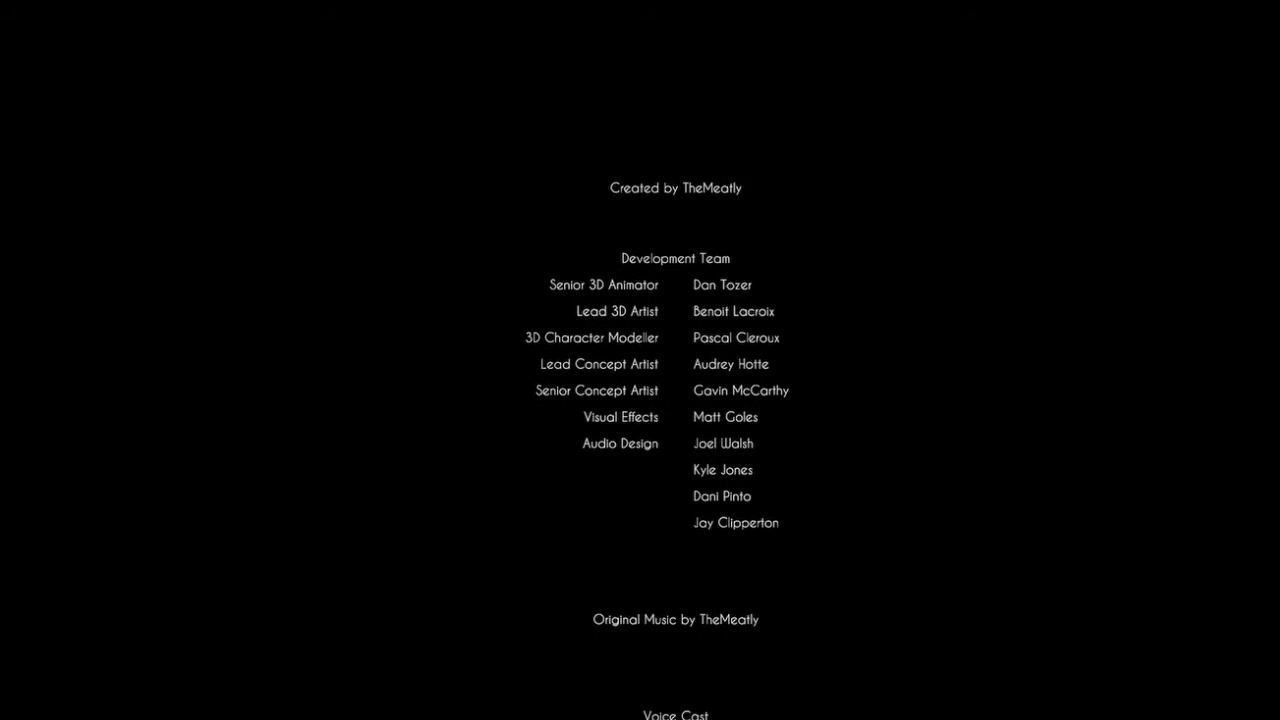 Created by TheMeatly
Development Team
Senior 3D Animator Dan Tozer
Lead 3D Artist Benoit Lacroix
3D Character Modeller Pascal Cleroux
Lead Concept Artist Audrey Hotte
Senior Concept Artist Gavin McCarthy
Visual Effects Matt Goles
Audio Design Joel Walsh
Kyle Jones
Dani Pinto
Jay Clipperton
Original Music by TheMeatly
Voice Cast